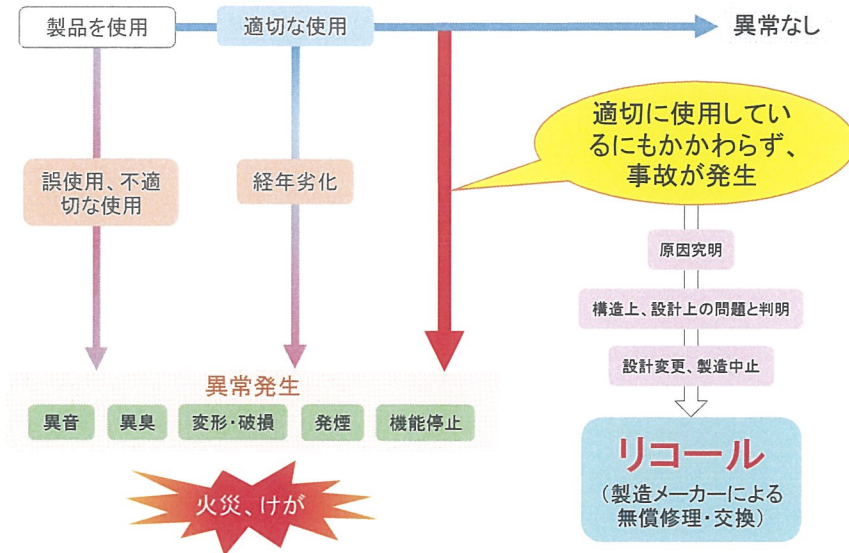 製品を使用
適切な使用
異常なし
適切に使用してい
るにもかかわらず、
事故が発生
誤使用、不適
切な使用
経年劣化
原因究明
構造上、設計上の問題と判明
設計変更、製造中止
異常発生
異音
異臭
変形・破損
発煙
機能停止
火災、けが
リコール
（製造メーカーによる
無償修理・交換）